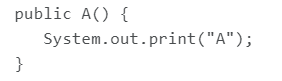 public A() {
   System.out.print("A");
}